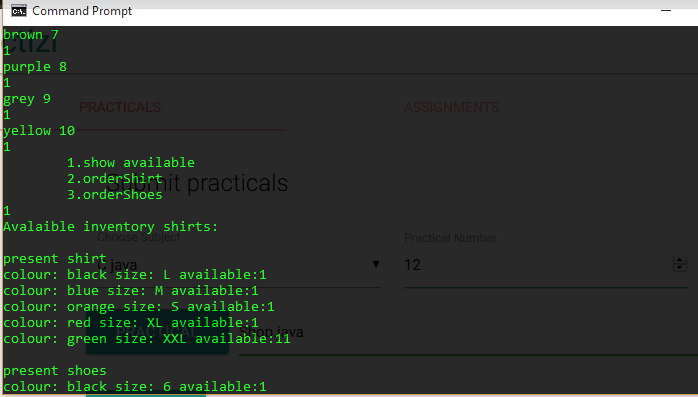 Command Prompt
ctizi
brown 7
1
purple 8
1
grey 9
1
PRACTICALS ASSIGNMENTS
yellow 10
1
1.show available
2.orderShirt
Submit practicals
3.orderShoes
1
Avalaible inventory shirts:
Choose Subject Practical Number
present shirt
java 12
colour: black size: L available:1
colour: blue size: M available:1
colour: orange size: S available:1
colour: red size: XL available:1
PRACTICAL Shop java
colour: green size: XXL available:11
present shoes
colour: black size: 6 available:1